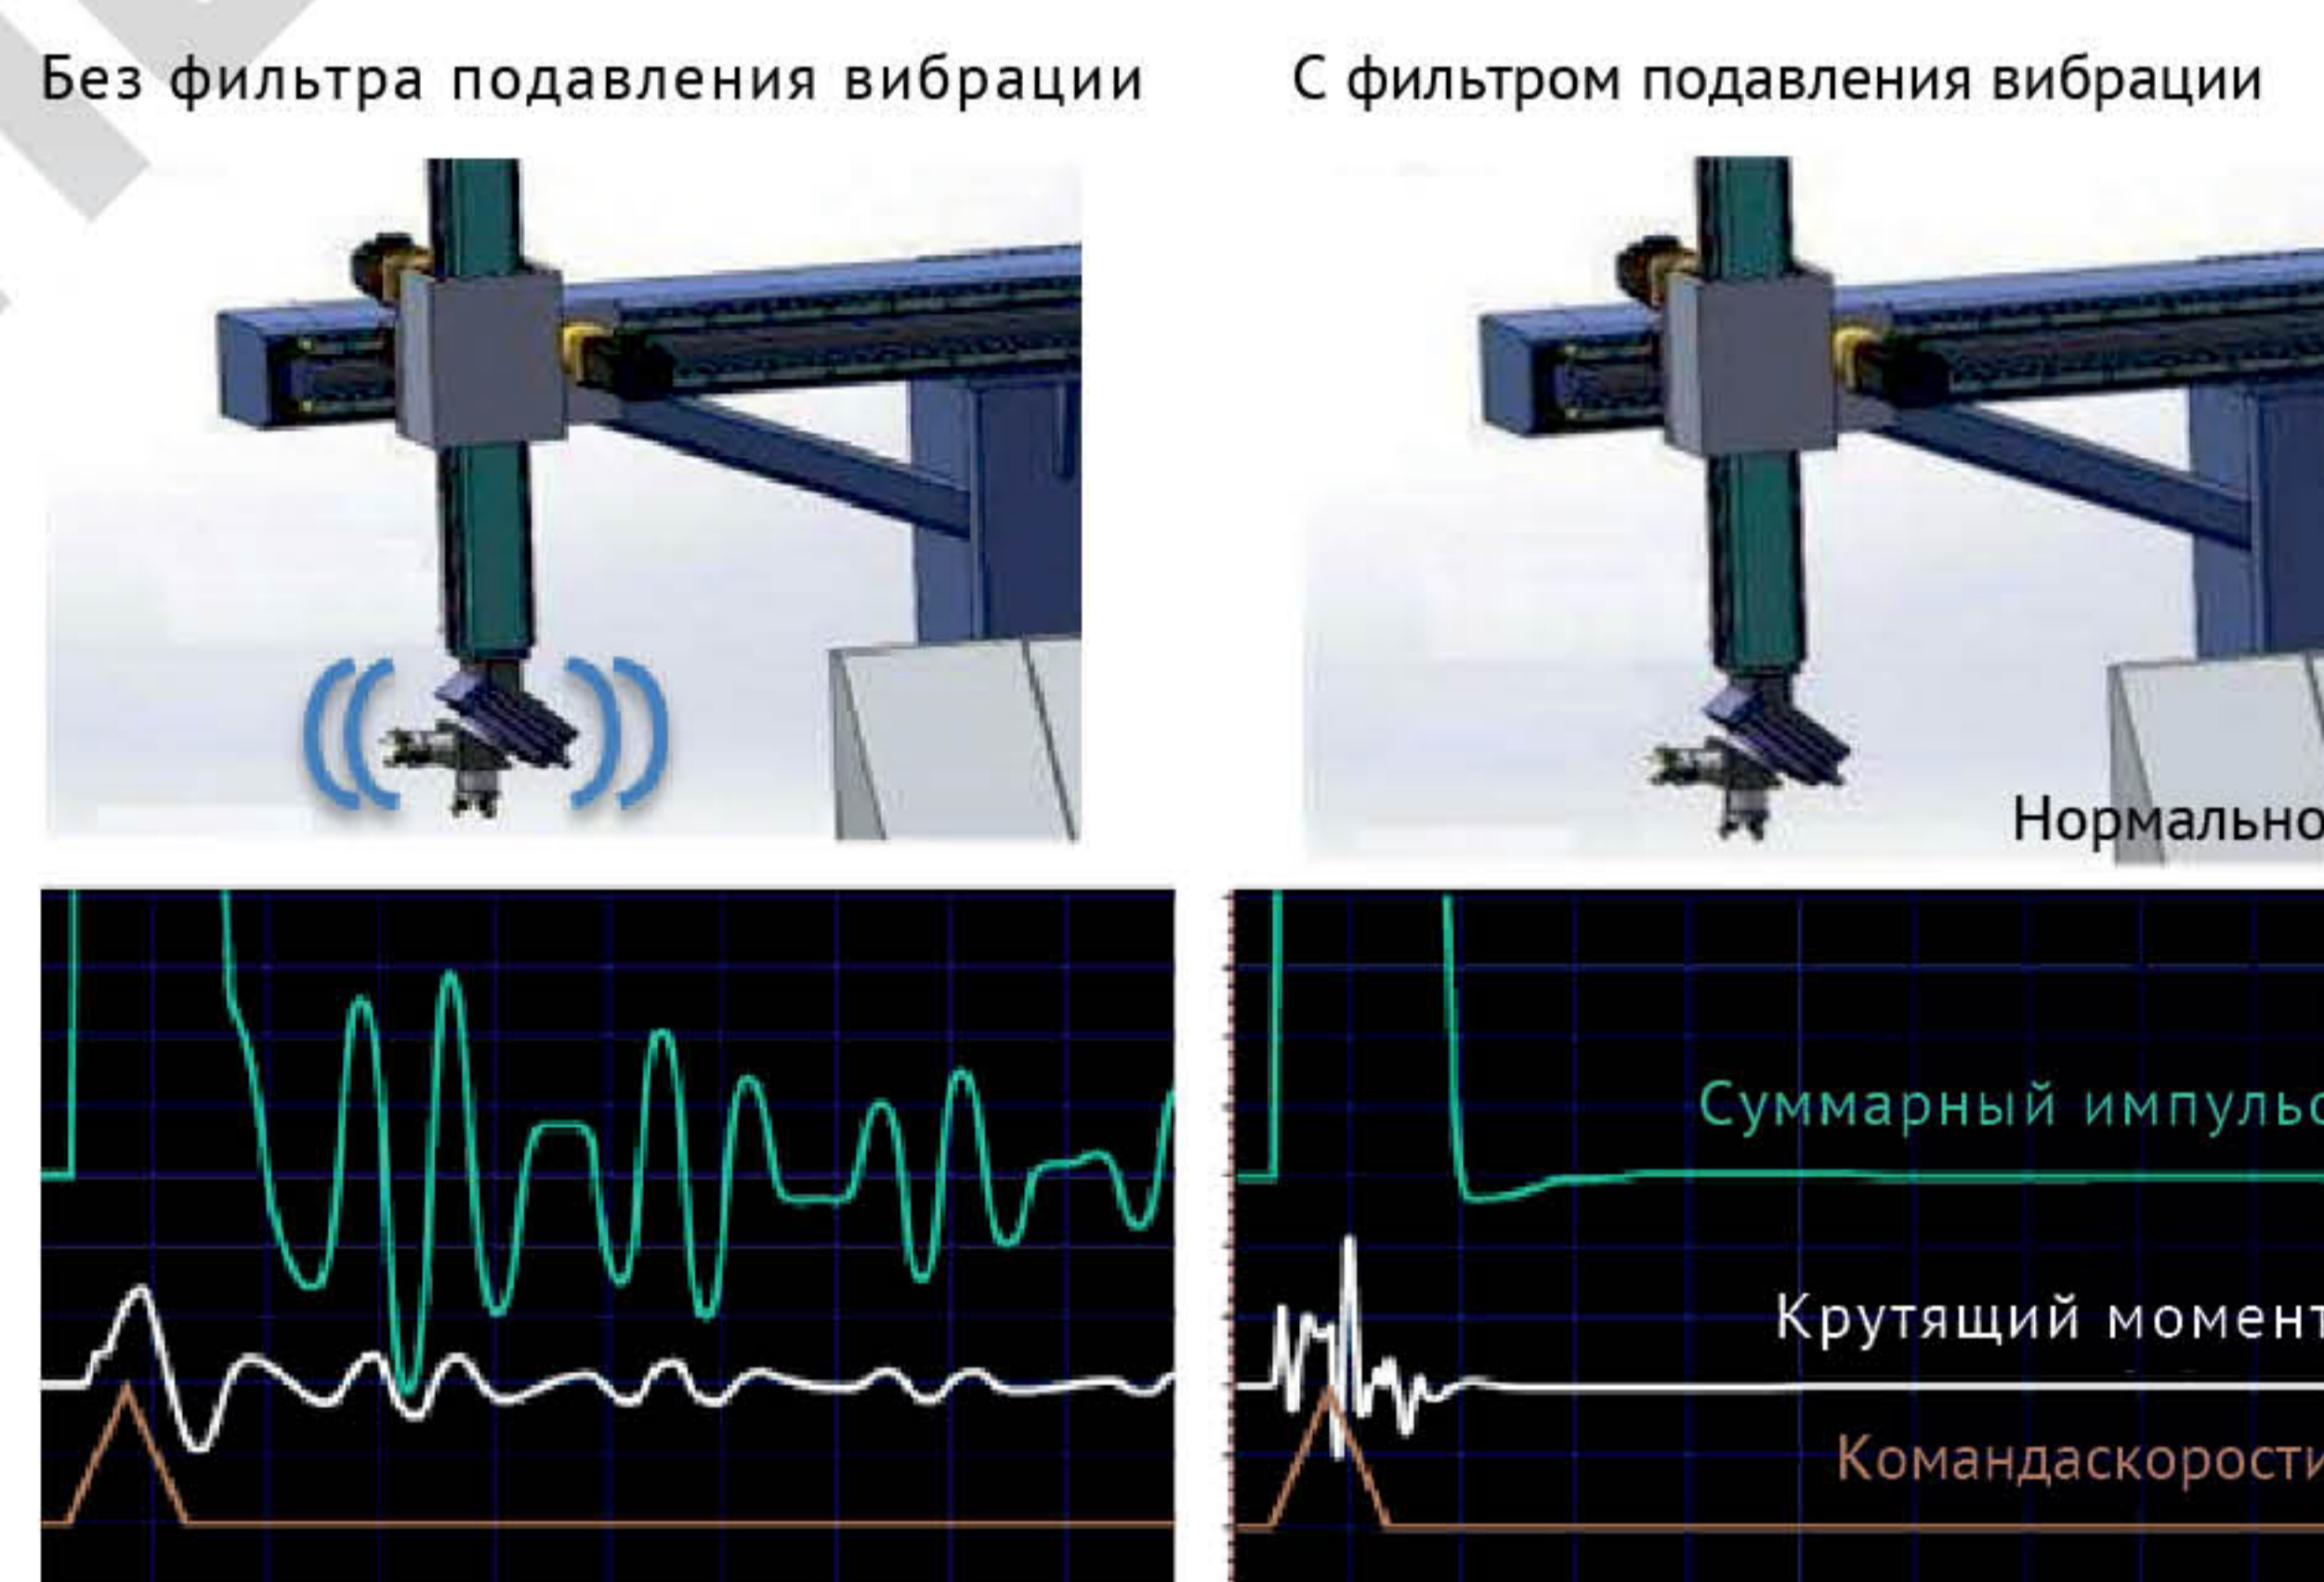 Без фильтра подавления вибрации
С фильтром подавления вибрации
Нормально
Суммарный импульс
Крутящий момент
Командаскорости